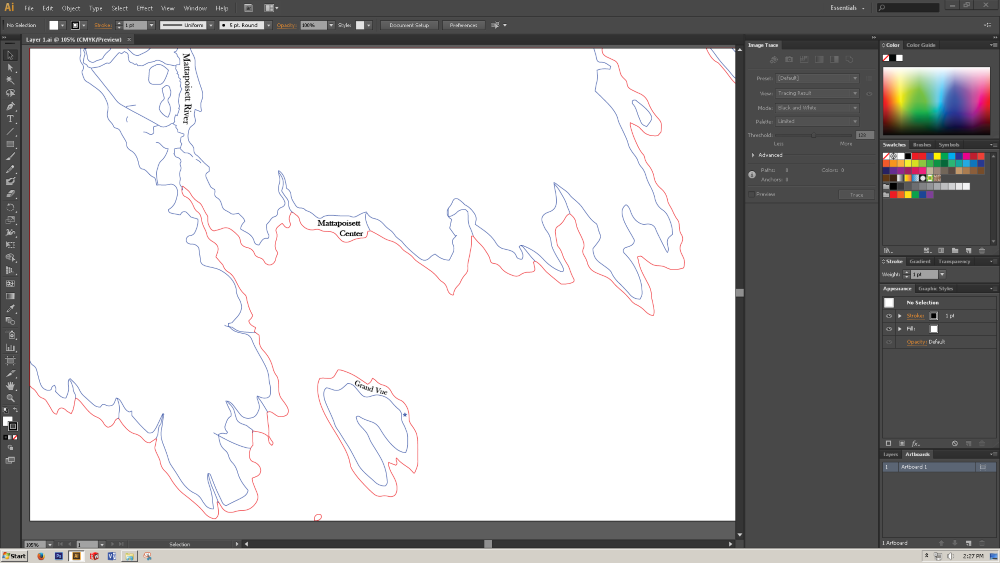 Ai File Edit Object Type Select Effect View Window Help Essentials
No Selection Stroke: 1 pt Uniform 5 pt. Round Opacity: 100% Style: Document Setup Preferences
Layer 1.ai @ 105% (CMYK/Preview)
Mattapoisett River
Mattapoisett
Center
Grand Vue
Image Trace
Preset: [Default]
View: Tracing Result
Mode: Black and White
Palette: Limited
Threshold: 128
Less More
Advanced
Paths: 0 Colors: 0
Anchors: 0
Preview Trace
Color Color Guide
Swatches Brushes Symbols
Stroke Gradient Transparency
Weight: 1 pt
Appearance Graphic Styles
No Selection
Stroke: 1 pt
Fill:
Opacity: Default
fx
Layers Artboards
1 Artboard 1
1 Artboard
105% 1 Selection
Start Ai 2:27 PM